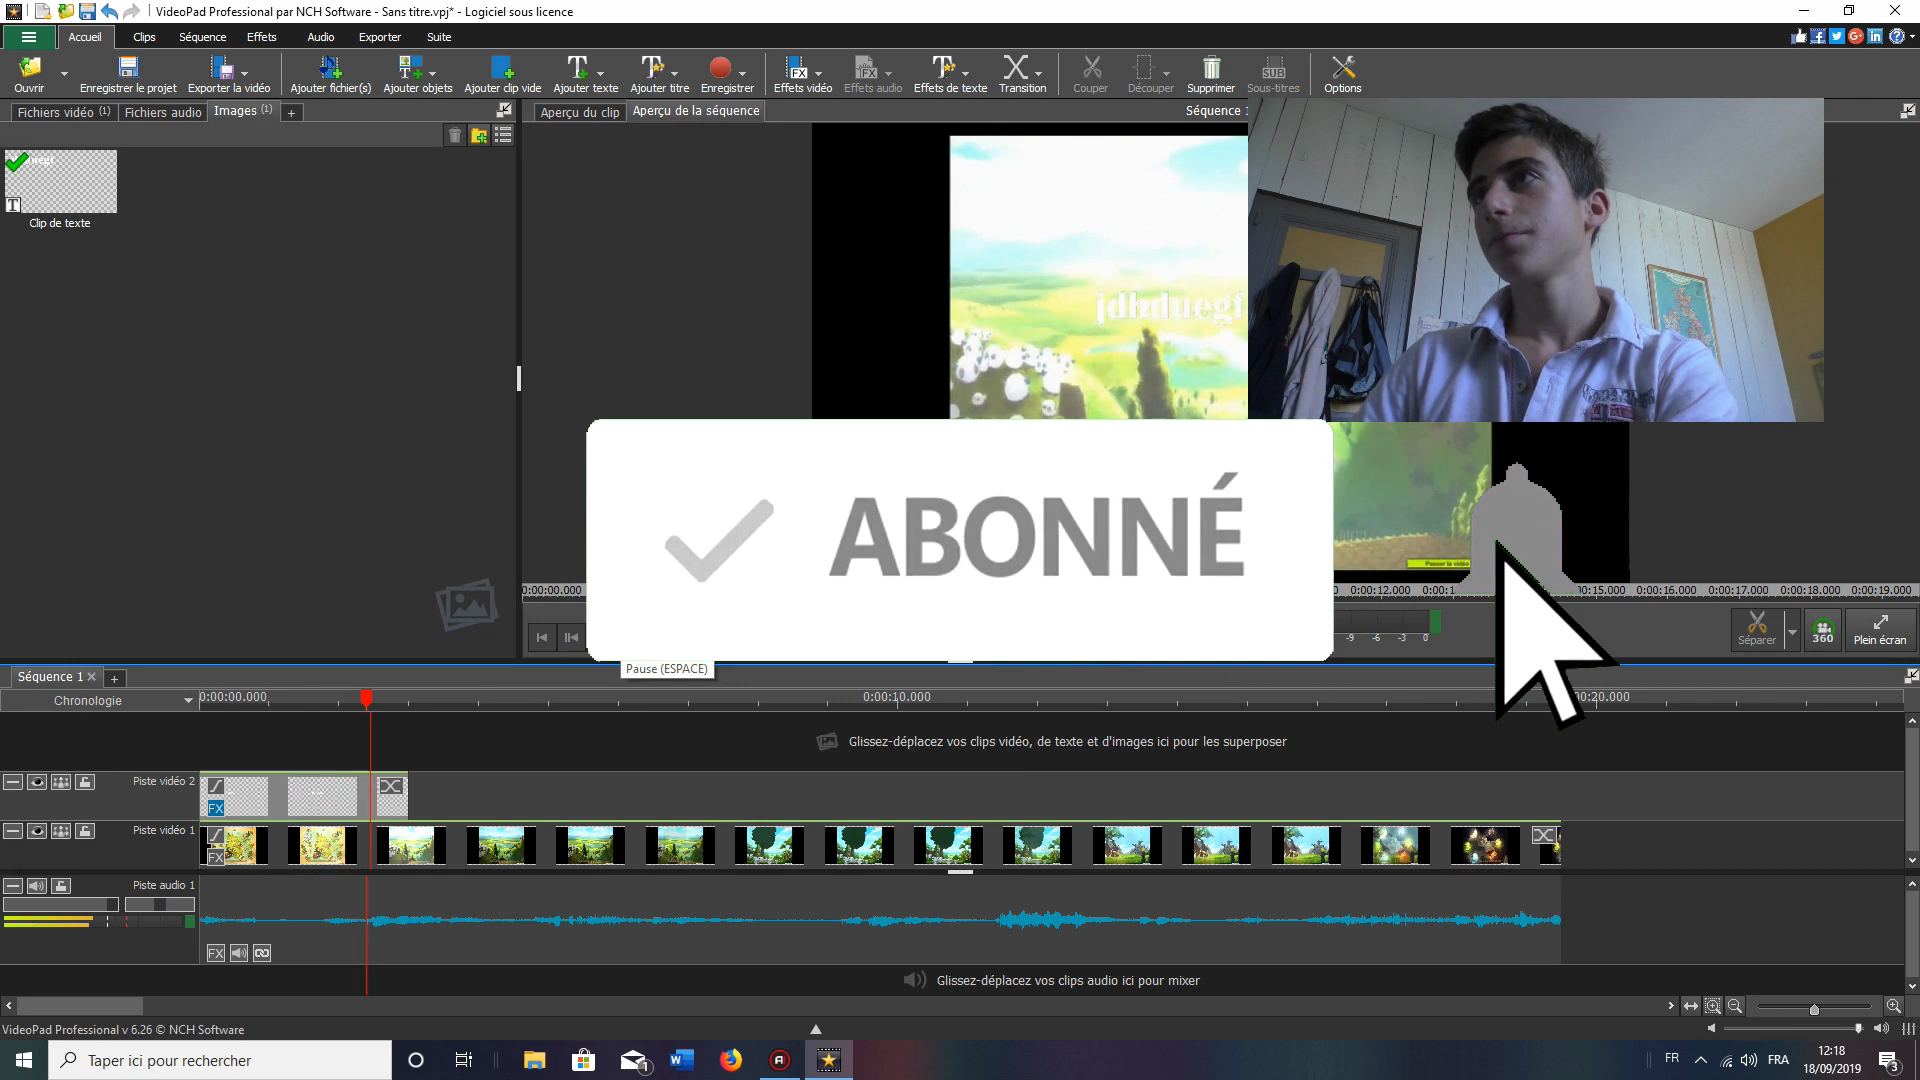 VideoPad Professional par NCH Software - Sans titre.vpj* - Logiciel sous licence
Accueil Clips Séquence Effets Audio Exporter Suite
Ouvrir Enregistrer le projet Exporter la vidéo Ajouter fichier(s) Ajouter objets Ajouter clip vide Ajouter texte Ajouter titre Enregistrer Effets vidéo Effets audio Effets de texte Transition Couper Découper Supprimer Sous-titres Options
Fichiers vidéo (1) Fichiers audio Images (1) +
Aperçu du clip Aperçu de la séquence Séquence 1
Clip de texte
jdhduegf
ABONNÉ
Passer la vidéo
0:00:00.000 0:00:12.000 0:00:1 0:15.000 0:00:16.000 0:00:17.000 0:00:18.000 0:00:19.000
-9 -6 -3 0
Séparer 360 Plein écran
Pause (ESPACE)
Séquence 1 +
Chronologie 0:00:00.000 0:00:10.000 0:20.000
Glissez-déplacez vos clips vidéo, de texte et d'images ici pour les superposer
Piste vidéo 2
FX
Piste vidéo 1
FX
Piste audio 1
FX
Glissez-déplacez vos clips audio ici pour mixer
VideoPad Professional v 6.26 © NCH Software
Taper ici pour rechercher
FR FRA 12:18
18/09/2019